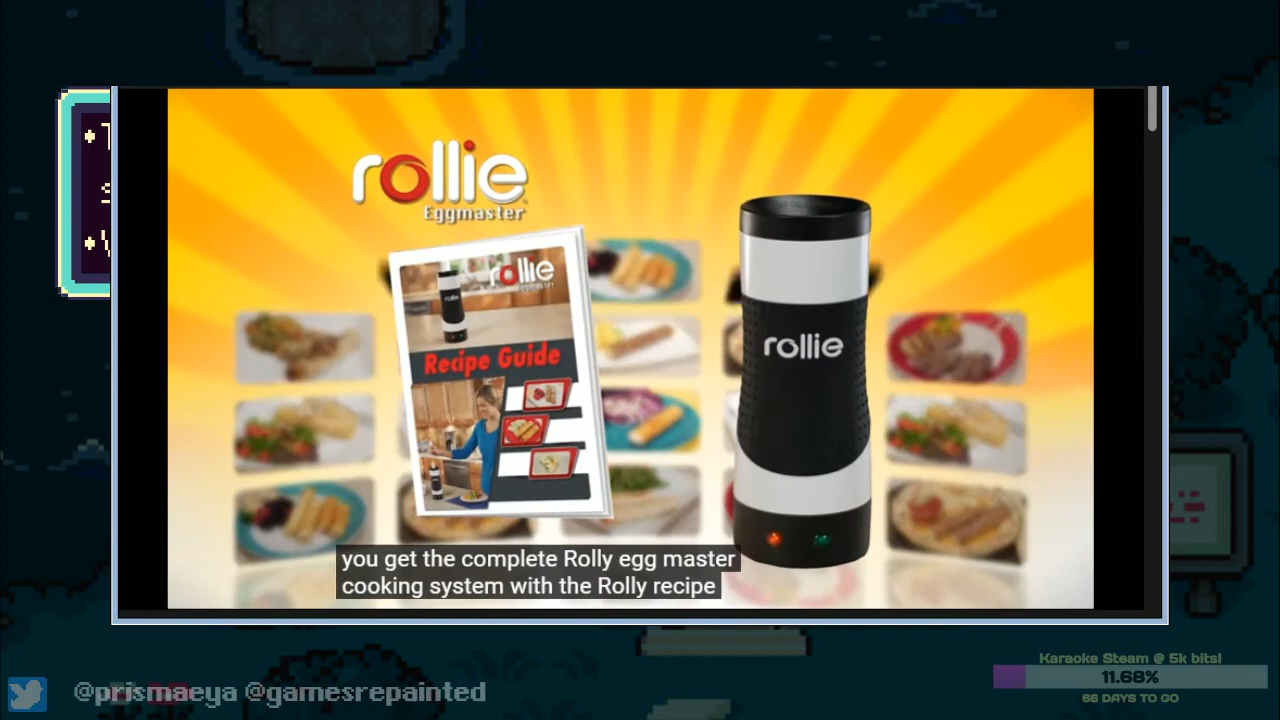 rollie
Eggmaster
rollie
Eggmaster
Recipe Guide
rollie
you get the complete Rolly egg master
cooking system with the Rolly recipe
@prismaeya @gamesrepainted
Karaoke Steam @ 5k bits!
11.68%
66 DAYS TO GO